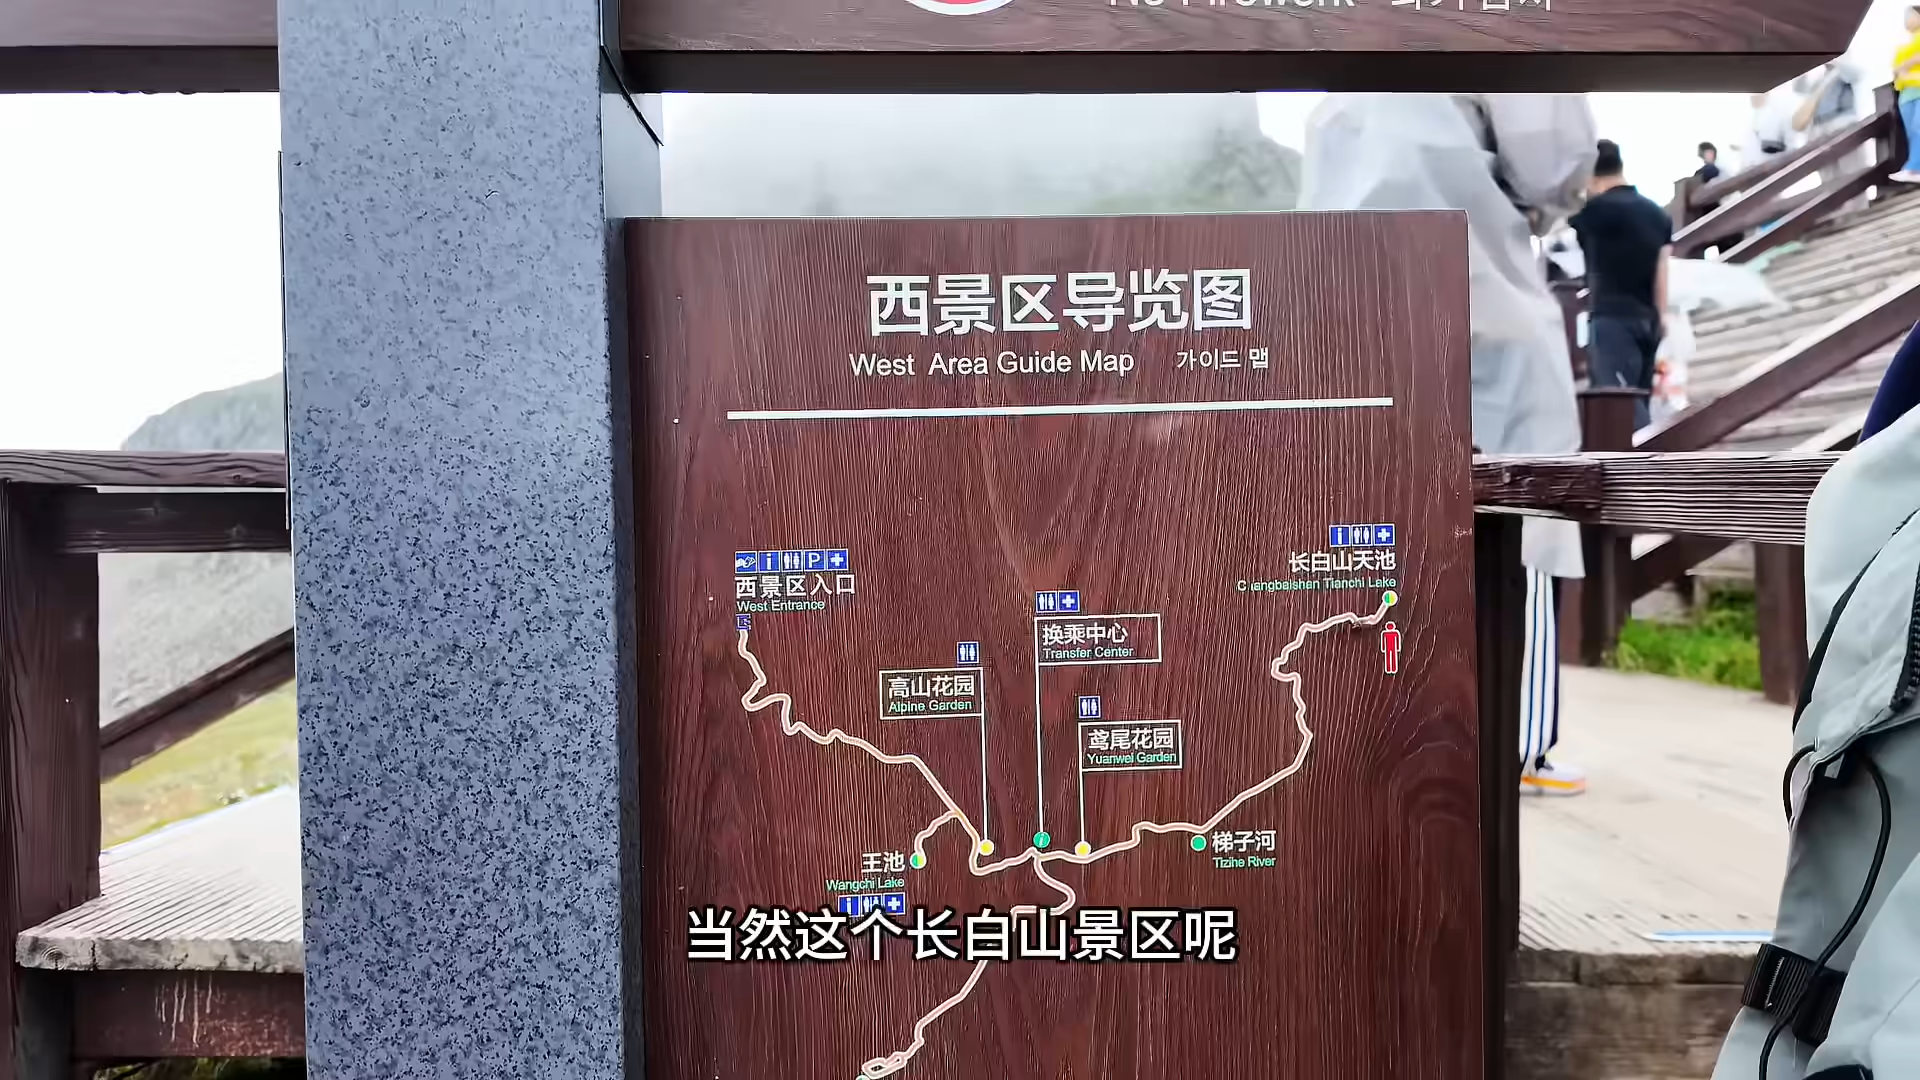 No Firework
西景区导览图
West Area Guide Map 가이드 맵
P
西景区入口
West Entrance
长白山天池
Changbaishan Tianchi Lake
换乘中心
Transfer Center
高山花园
Alpine Garden
鸢尾花园
Yuanwei Garden
梯子河
Tizihe River
王池
Wangchi Lake
当然这个长白山景区呢